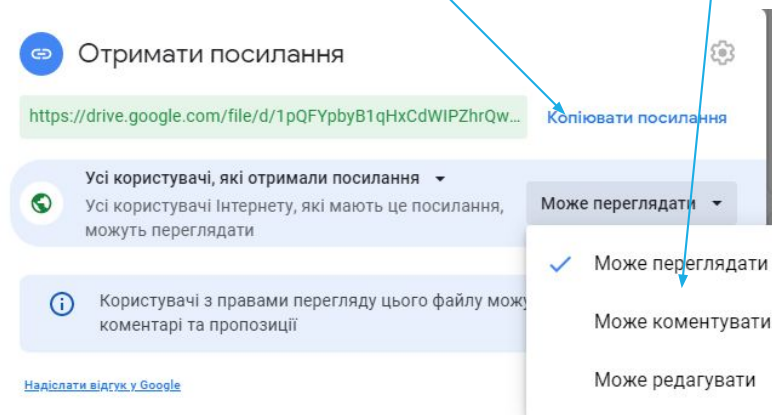 Отримати посилання
https://drive.google.com/file/d/1pQFYpbyB1qHxCdWIPZhrQw...
Копіювати посилання
Усі користувачі, які отримали посилання
Усі користувачі Інтернету, які мають це посилання,
можуть переглядати
Може переглядати
Може переглядати
Користувачі з правами перегляду цього файлу можу
коментарі та пропозиції
Може коментувати
Може редагувати
Надіслати відгук у Google